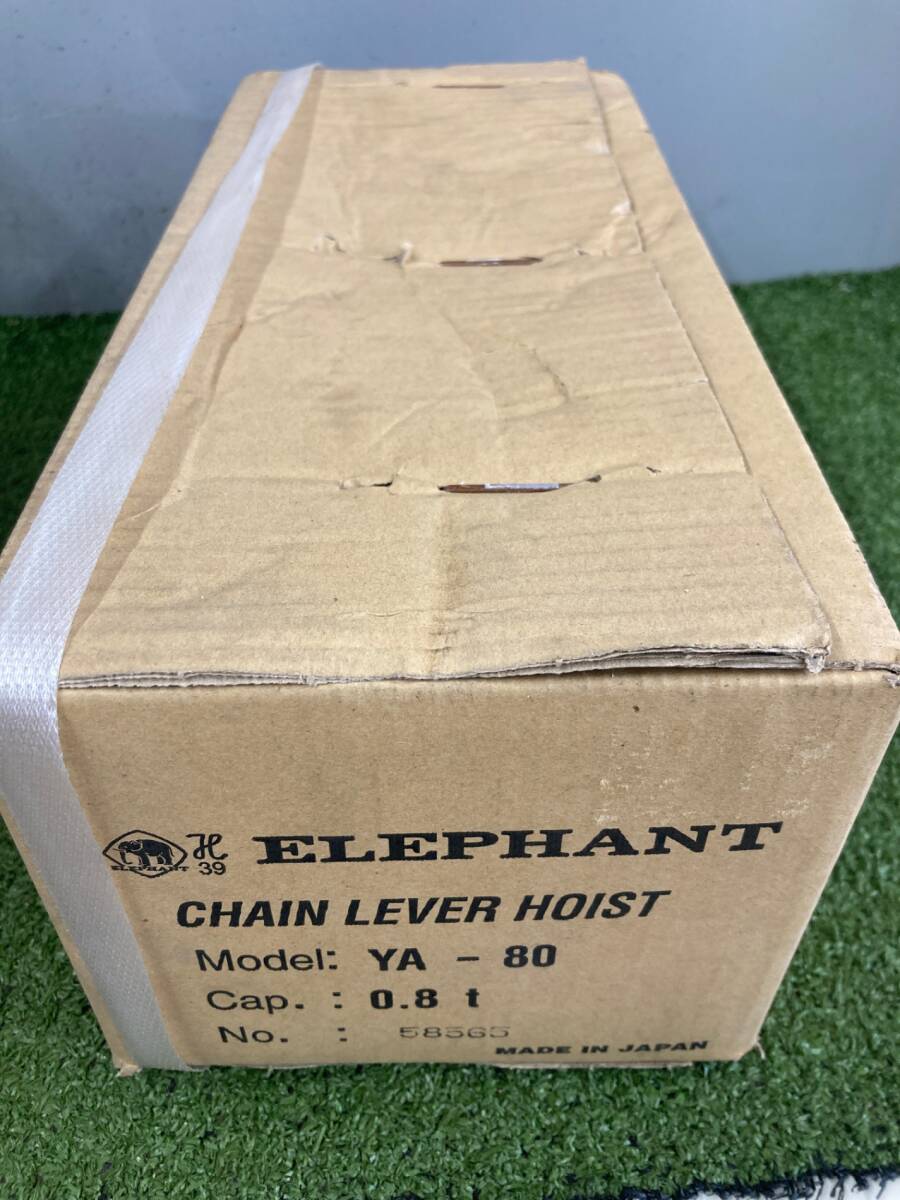 ELEPHANT
H
39
ELEPHANT
CHAIN LEVER HOIST
Model: YA - 80
Cap. : 0.8 t
No. : 58565
MADE IN JAPAN